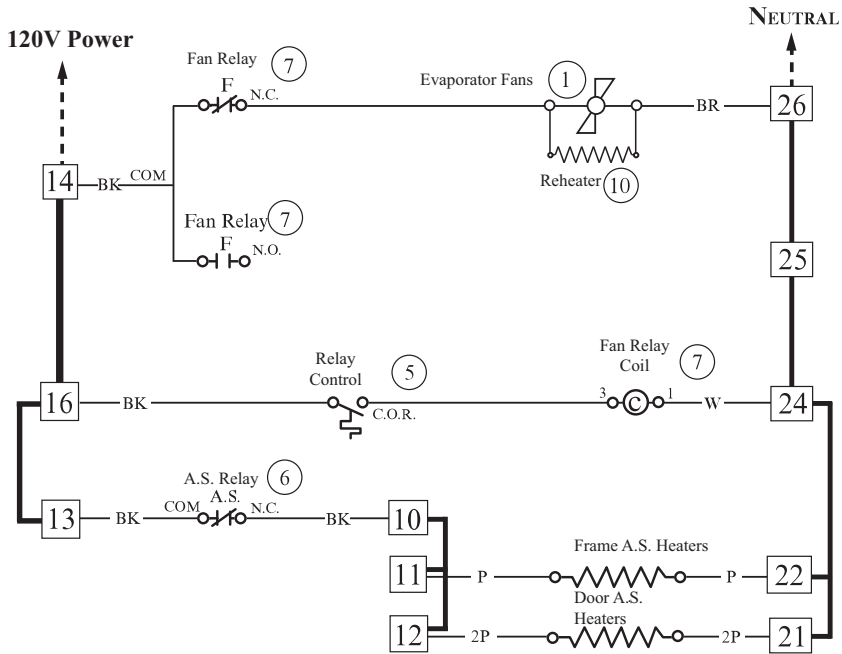 NEUTRAL
120V Power
Fan Relay 7
F
N.C.
Evaporator Fans 1
BR
26
14
BK
COM
Reheater 10
Fan Relay 7
F
N.O.
25
Relay
Control
5
Fan Relay
Coil
7
16
BK
C.O.R.
3
C
1
W
24
A.S. Relay 6
A.S.
13
BK
COM
N.C.
BK
10
Frame A.S. Heaters
11
P
P
22
Door A.S.
Heaters
12
2P
2P
21